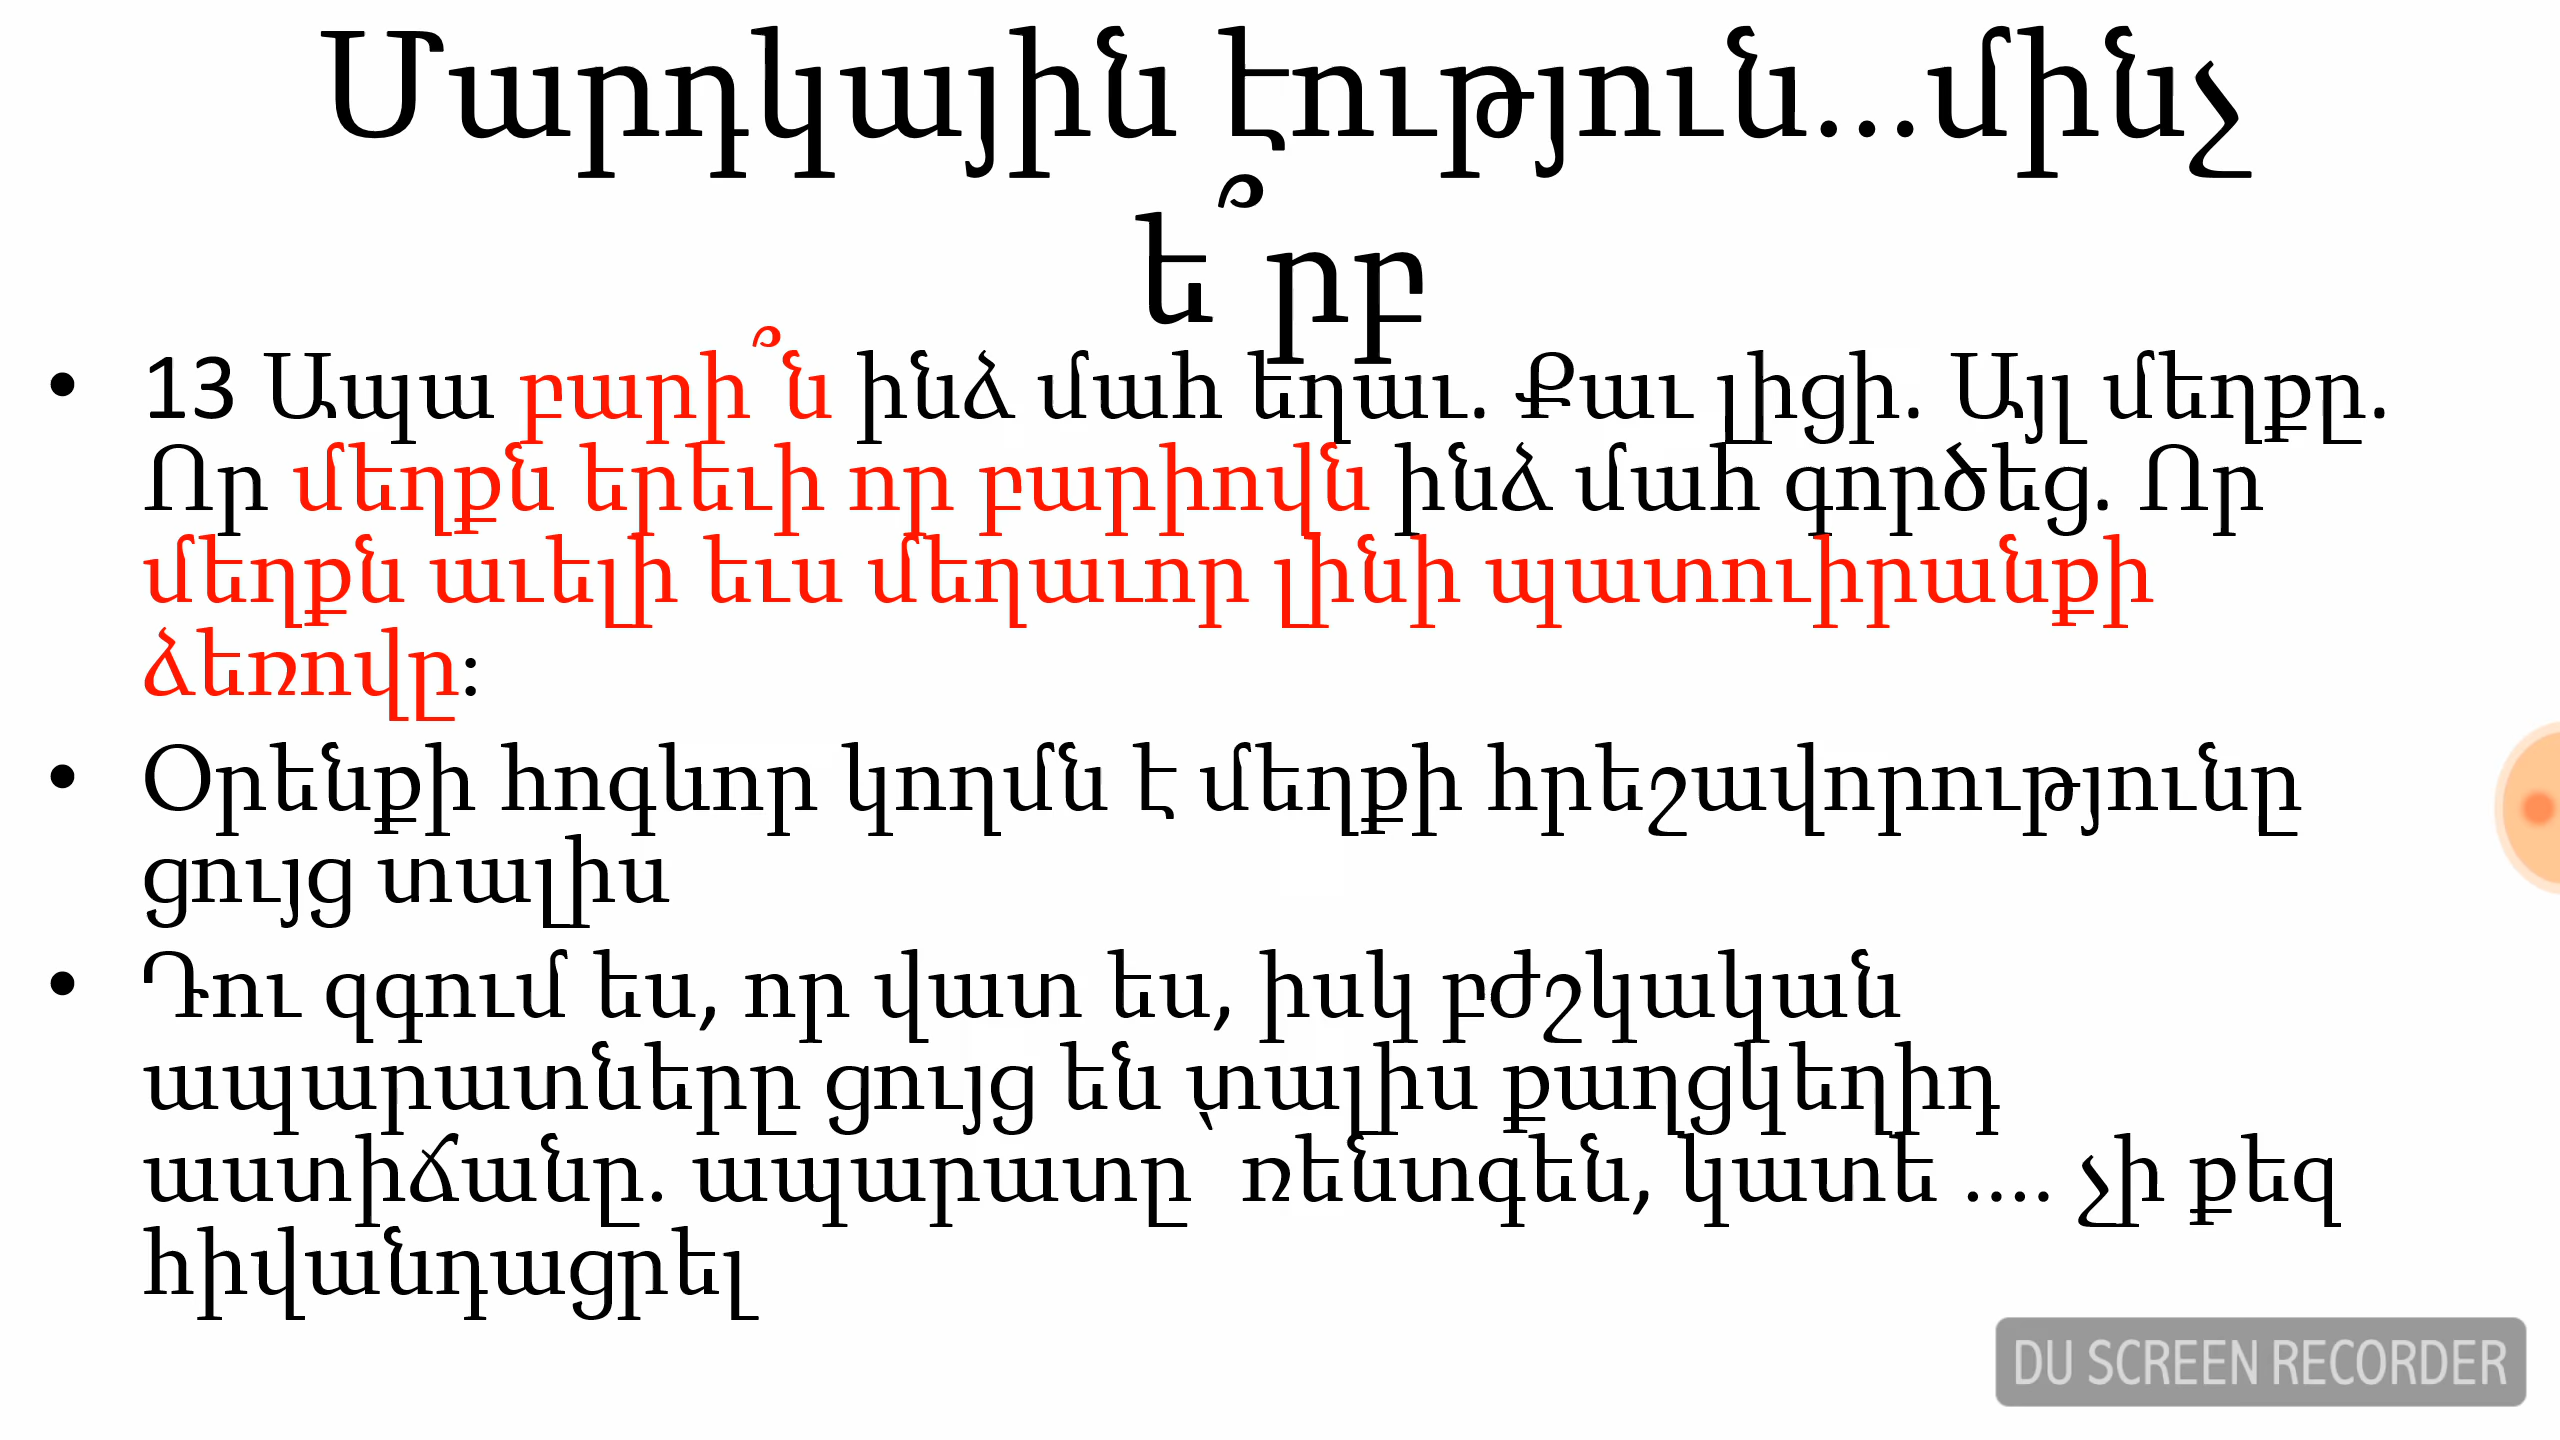 Մարդկային էություն...մինչ
ե՞րբ
• 13 Ապա բարի՞ն ինձ մահ եղաւ. Քաւ լիցի. Այլ մեղքը.
Որ մեղքն երեւի որ բարիովն ինձ մահ գործեց. Որ
մեղքն աւելի եւս մեղաւոր լինի պատուիրանքի
ձեռովը։
• Օրենքի հոգևոր կողմն է մեղքի հրեշավորությունը
ցույց տալիս
• Դու զգում ես, որ վատ ես, իսկ բժշկական
ապարատները ցույց են տալիս քաղցկեղիդ
աստիճանը. ապարատը՝ ռենտգեն, կատե .... չի քեզ
հիվանդացրել
DU SCREEN RECORDER